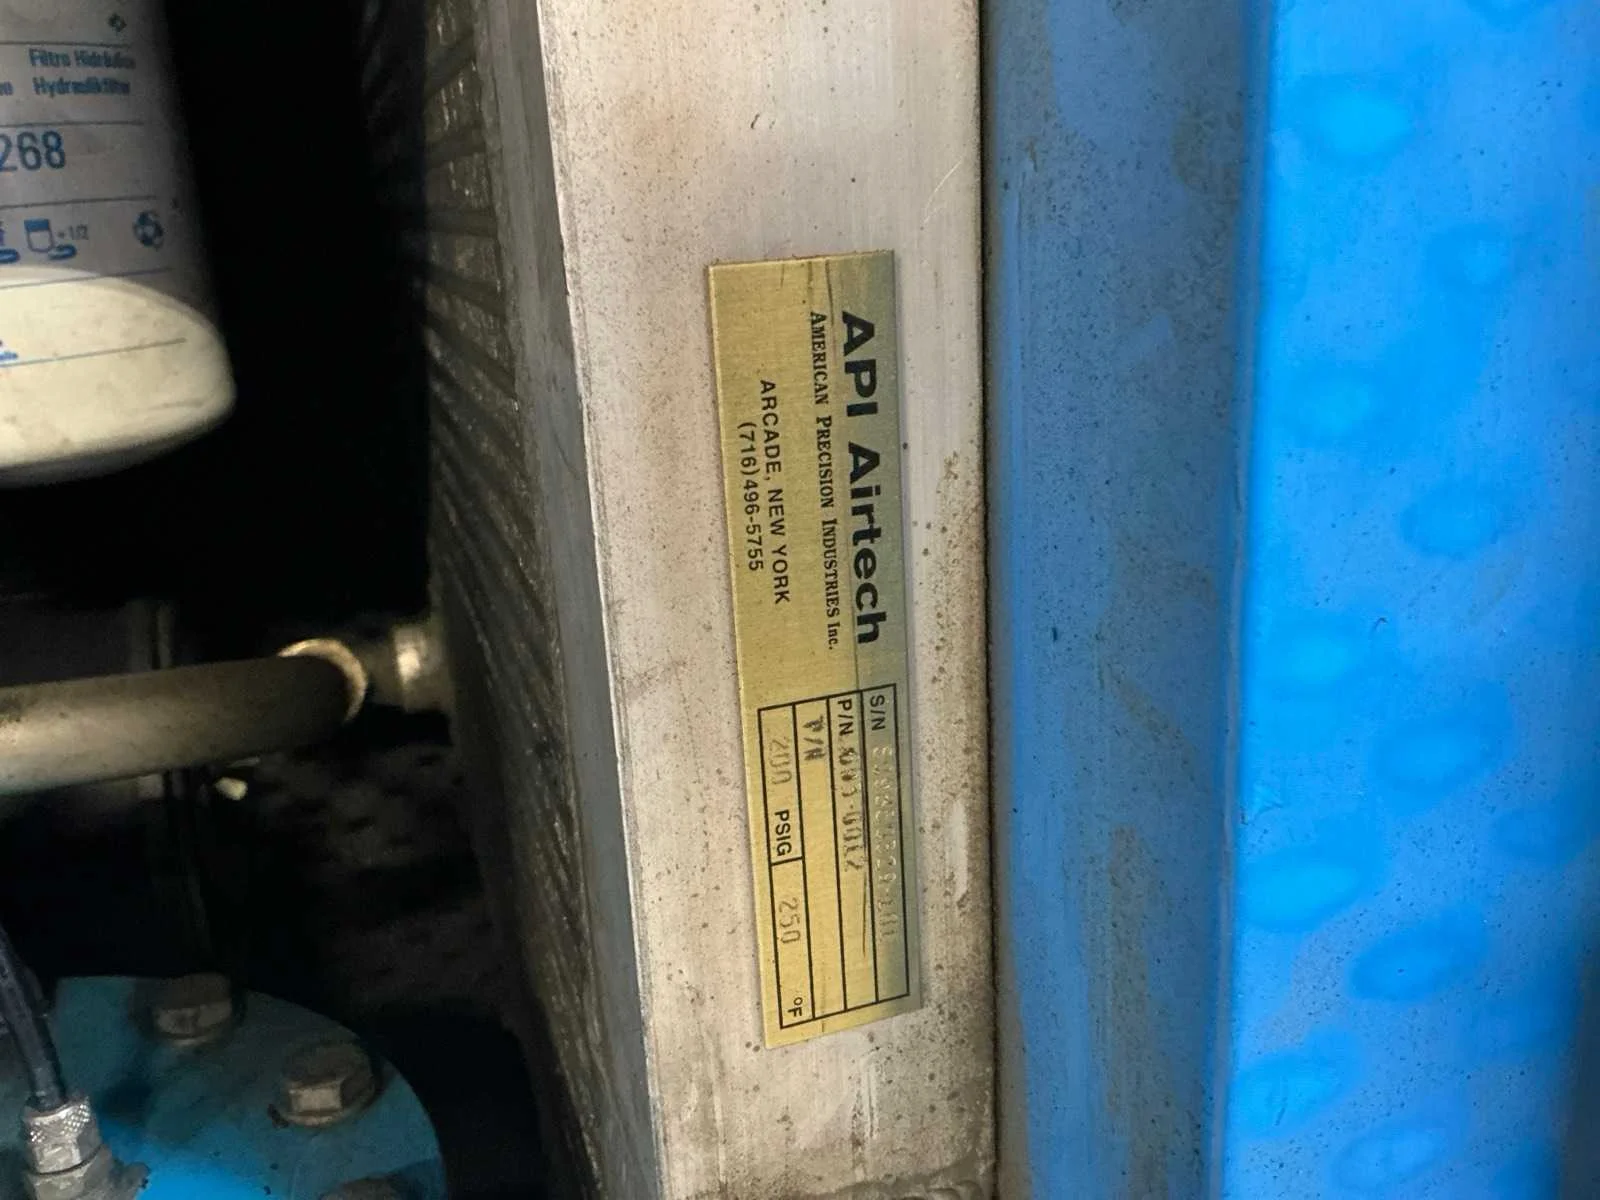 Filtro Hidráulico
Hydraulikfilter
268
API Airtech
AMERICAN PRECISION INDUSTRIES Inc.
ARCADE, NEW YORK
(716)496-5755
S/N
P/N
P/N
200 PSIG 250 °F